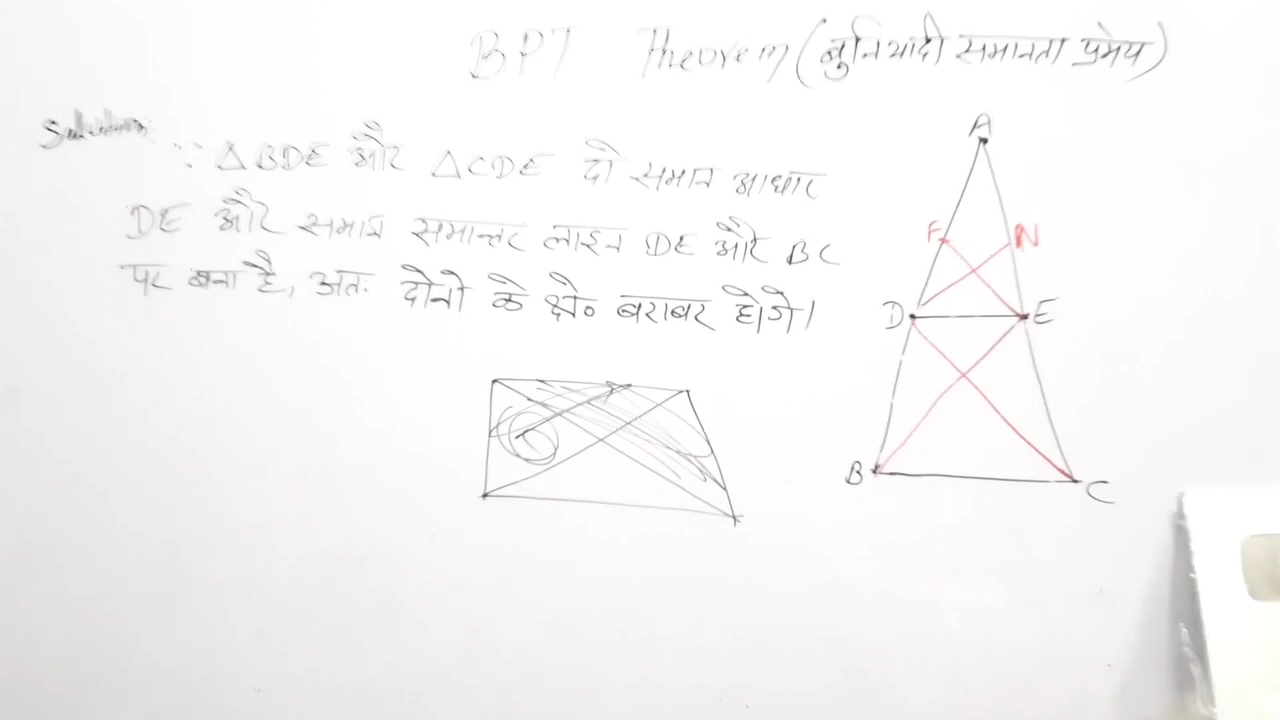 BPT Theorem (बुनियादी समानता प्रमेय)
Solution:
∵ △BDE और △CDE दो समान आधार
DE और समान समान्तर लाइन DE और BC
पर बना है, अतः दोनो के क्षे० बराबर होगे।
A
F N
D E
B C